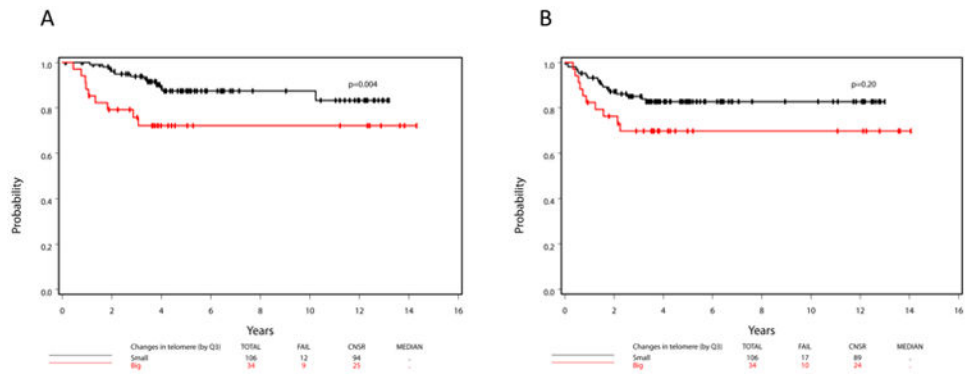 A
1.0
0.8
0.6
0.4
0.2
0.0
Probability
p=0.004
0 2 4 6 8 10 12 14 16
Years
Changes in telomere (by Q3) TOTAL FAIL CNSR MEDIAN
Small 106 12 94 .
Big 34 9 25 .
B
1.0
0.8
0.6
0.4
0.2
0.0
Probability
p=0.20
0 2 4 6 8 10 12 14 16
Years
Changes in telomere (by Q3) TOTAL FAIL CNSR MEDIAN
Small 106 17 89 .
Big 34 10 24 .